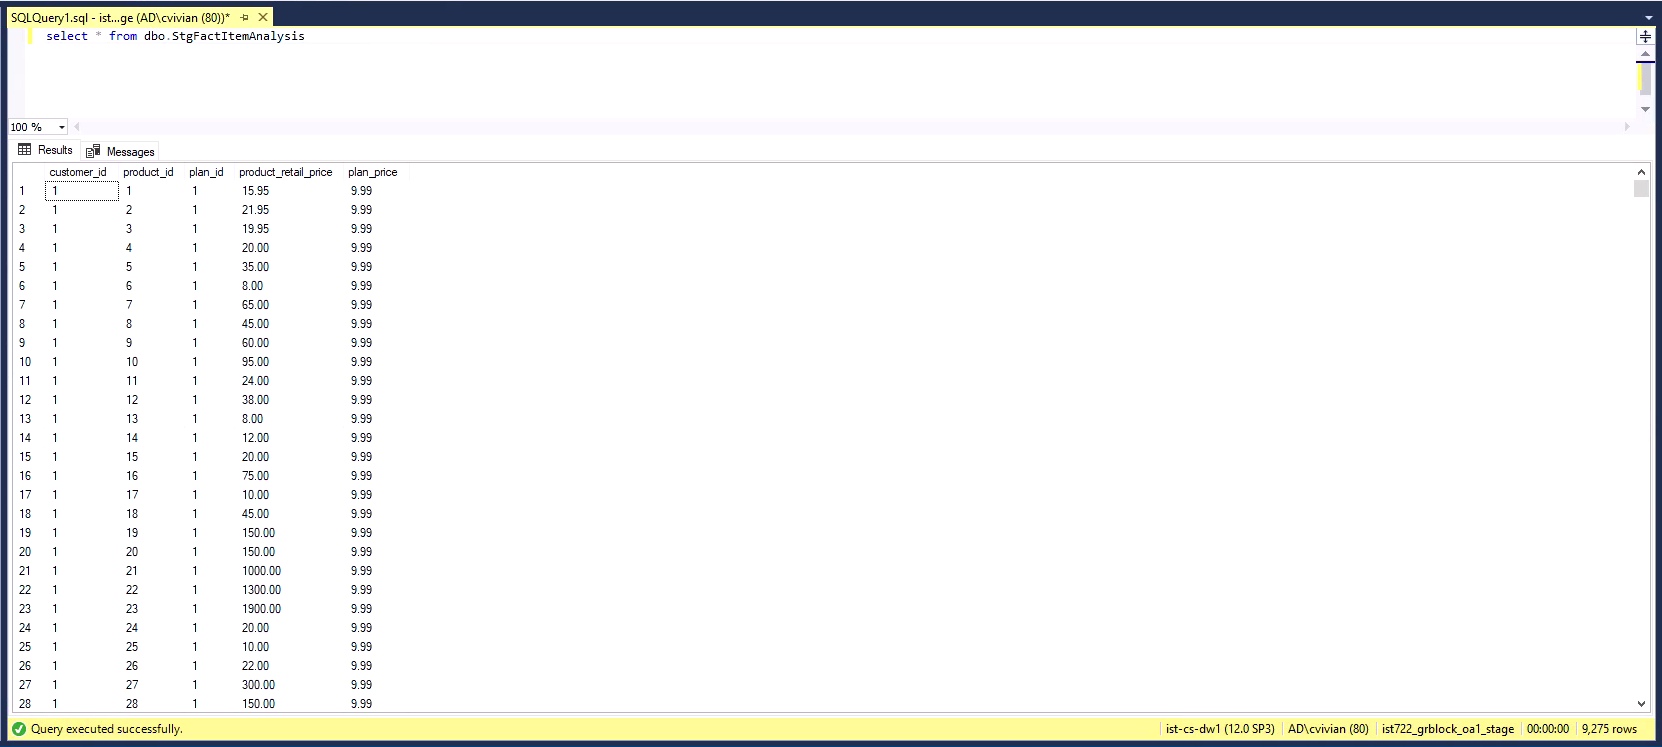 SQLQuery1.sql - ist...ge (AD\cvivian (80))*
select * from dbo.StgFactItemAnalysis
100 %
Results Messages
customer_id product_id plan_id product_retail_price plan_price
1 1 1 1 15.95 9.99
2 1 2 1 21.95 9.99
3 1 3 1 19.95 9.99
4 1 4 1 20.00 9.99
5 1 5 1 35.00 9.99
6 1 6 1 8.00 9.99
7 1 7 1 65.00 9.99
8 1 8 1 45.00 9.99
9 1 9 1 60.00 9.99
10 1 10 1 95.00 9.99
11 1 11 1 24.00 9.99
12 1 12 1 38.00 9.99
13 1 13 1 8.00 9.99
14 1 14 1 12.00 9.99
15 1 15 1 20.00 9.99
16 1 16 1 75.00 9.99
17 1 17 1 10.00 9.99
18 1 18 1 45.00 9.99
19 1 19 1 150.00 9.99
20 1 20 1 150.00 9.99
21 1 21 1 1000.00 9.99
22 1 22 1 1300.00 9.99
23 1 23 1 1900.00 9.99
24 1 24 1 20.00 9.99
25 1 25 1 10.00 9.99
26 1 26 1 22.00 9.99
27 1 27 1 300.00 9.99
28 1 28 1 150.00 9.99
Query executed successfully. ist-cs-dw1 (12.0 SP3) AD\cvivian (80) ist722_grblock_oa1_stage 00:00:00 9,275 rows